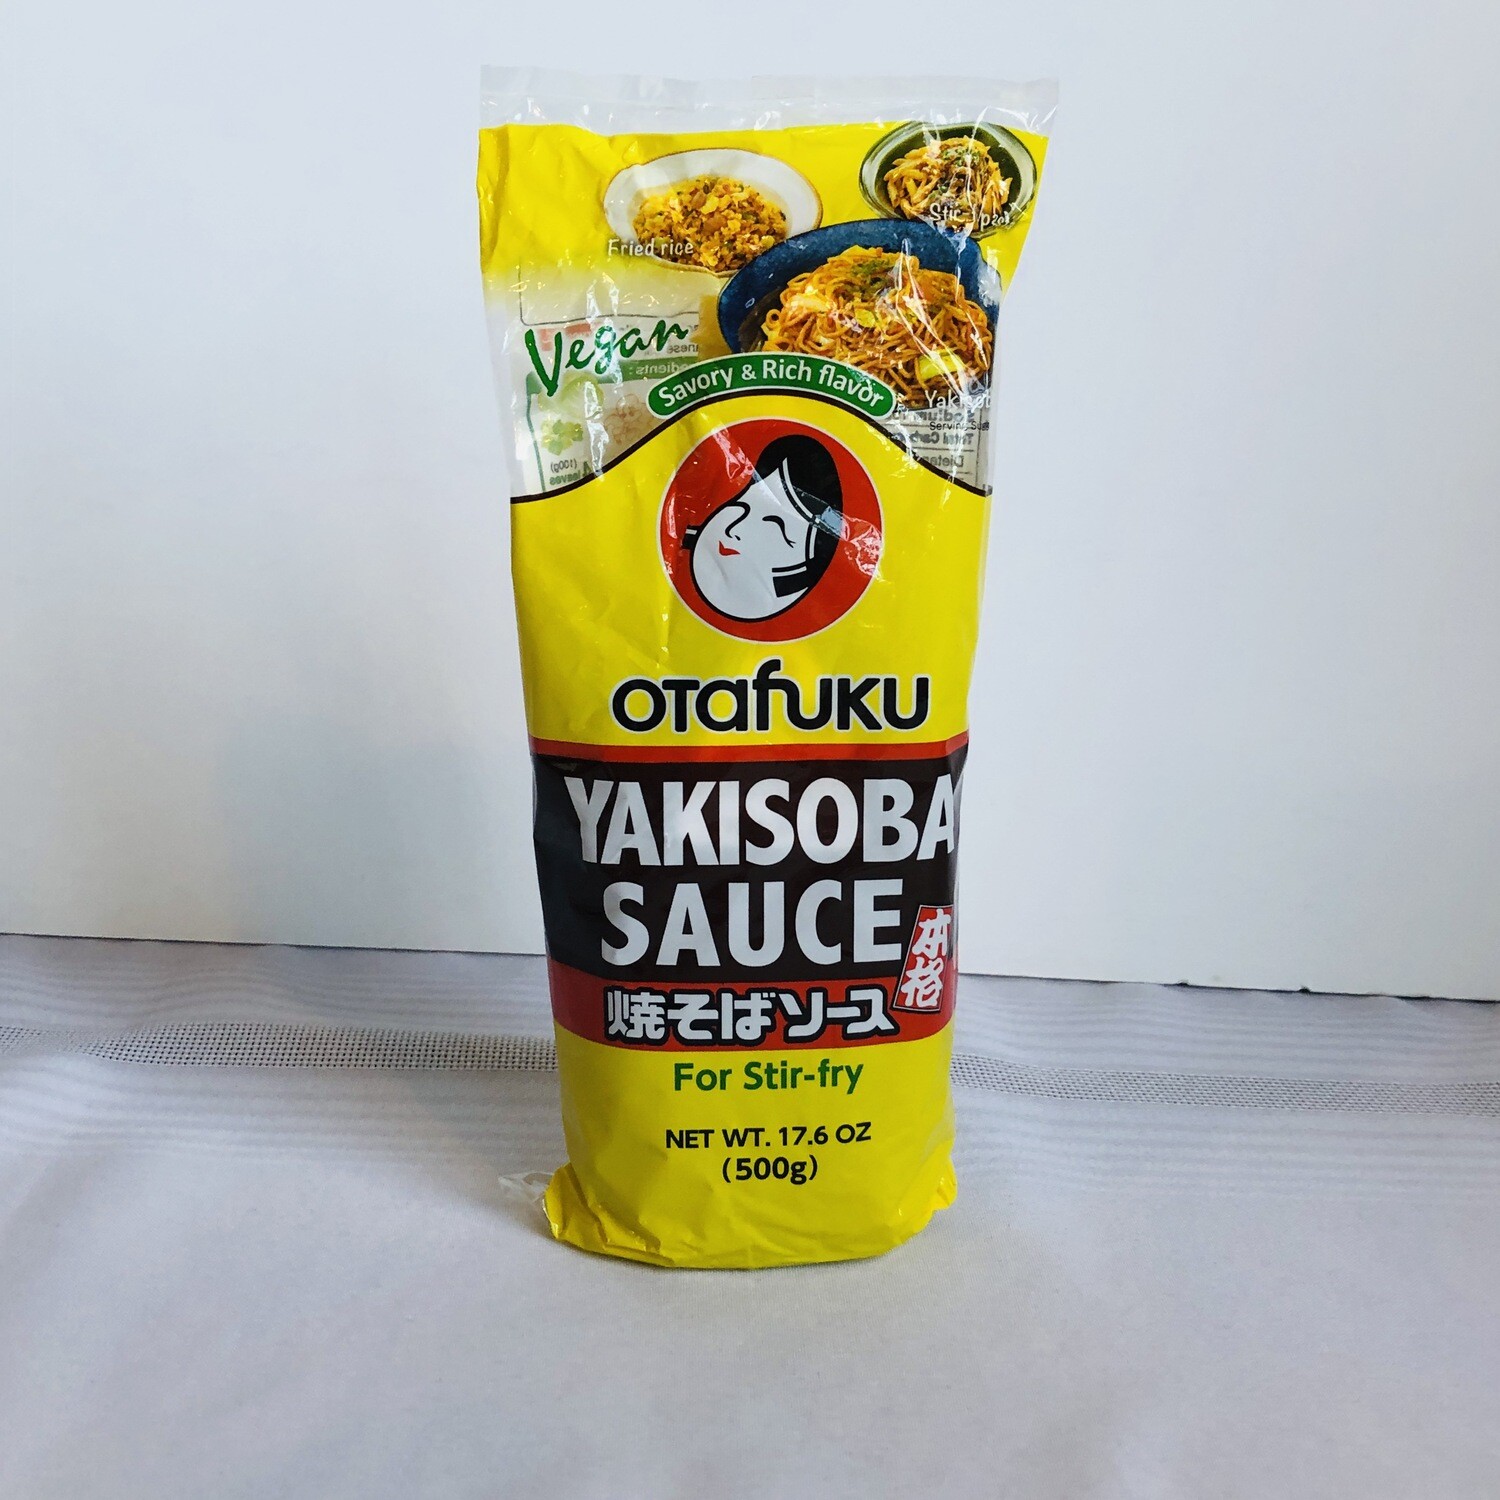 Fried rice
Vegan
Savory & Rich flavor
OTafUKU
YAKISOBA
SAUCE
本格
焼そばソース
For Stir-fry
NET WT. 17.6 OZ
(500g)